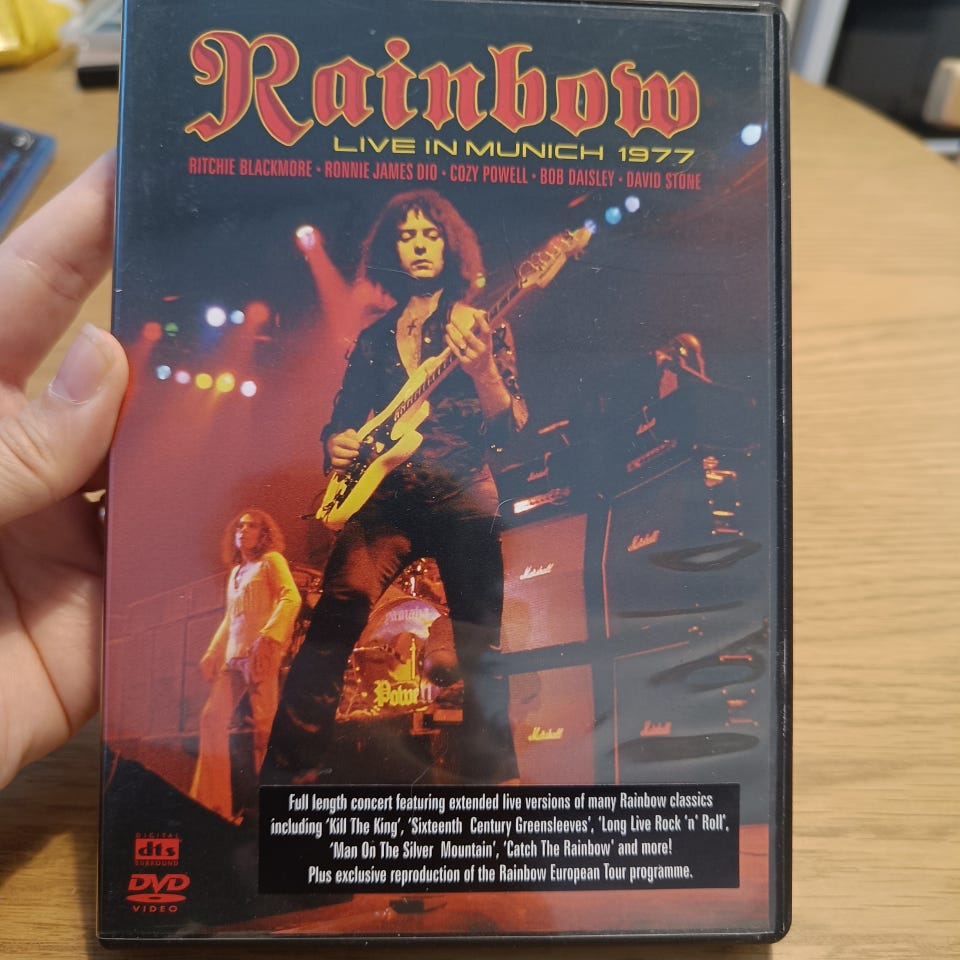 Rainbow
LIVE IN MUNICH 1977
RITCHIE BLACKMORE • RONNIE JAMES DIO • COZY POWELL • BOB DAISLEY • DAVID STONE
Marshall
Marshall
YAMAHA
Powell
Marshall
Marshall
Full length concert featuring extended live versions of many Rainbow classics
including 'Kill The King', 'Sixteenth Century Greensleeves', 'Long Live Rock 'n' Roll',
'Man On The Silver Mountain', 'Catch The Rainbow' and more!
Plus exclusive reproduction of the Rainbow European Tour programme.
DIGITAL
dts
SURROUND
DVD
VIDEO